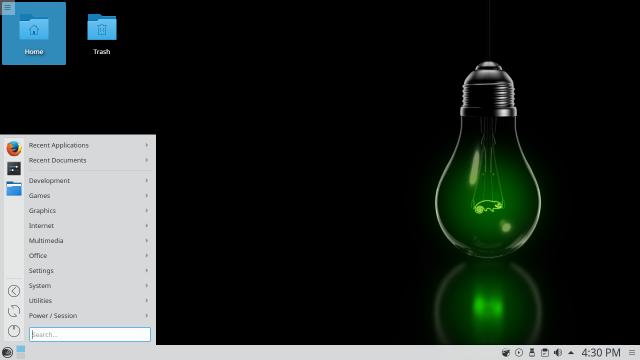 Home
Trash
Recent Applications
Recent Documents
Development
Games
Graphics
Internet
Multimedia
Office
Settings
System
Utilities
Power / Session
Search...
4:30 PM